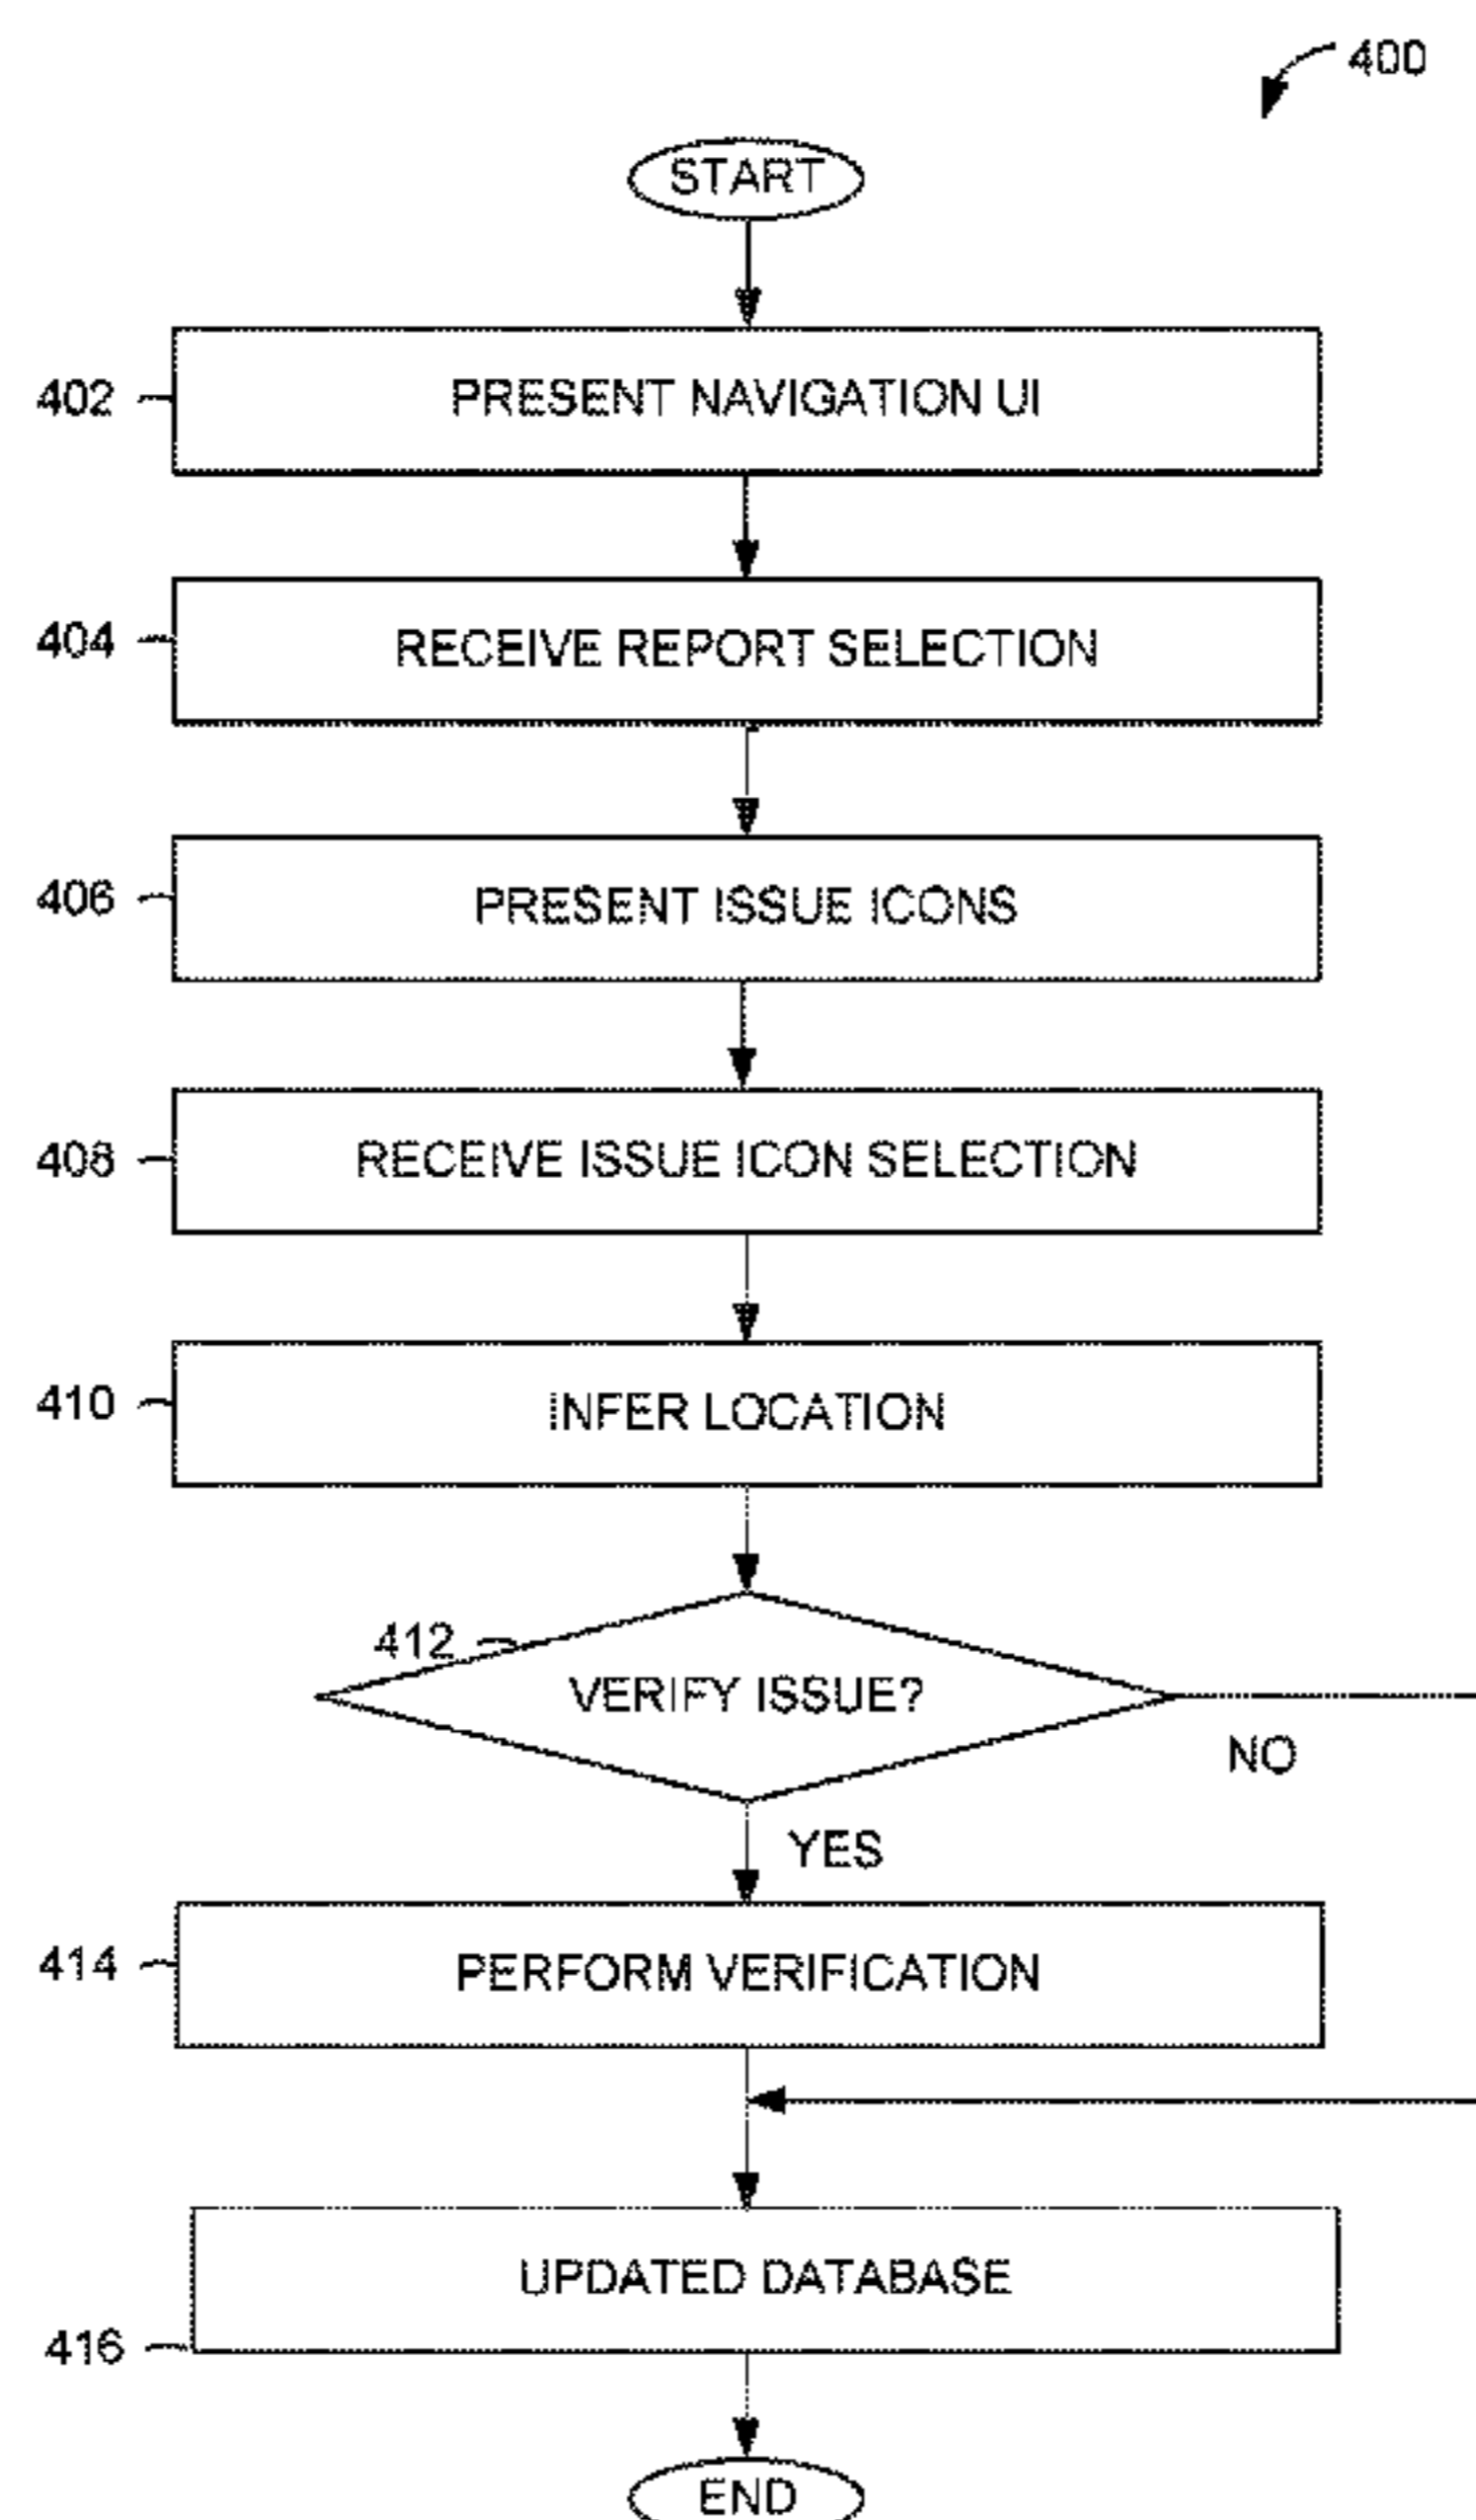 400
START
402
PRESENT NAVIGATION UI
404
RECEIVE REPORT SELECTION
406
PRESENT ISSUE ICONS
408
RECEIVE ISSUE ICON SELECTION
410
INFER LOCATION
412
VERIFY ISSUE?
NO
YES
414
PERFORM VERIFICATION
UPDATED DATABASE
416
END